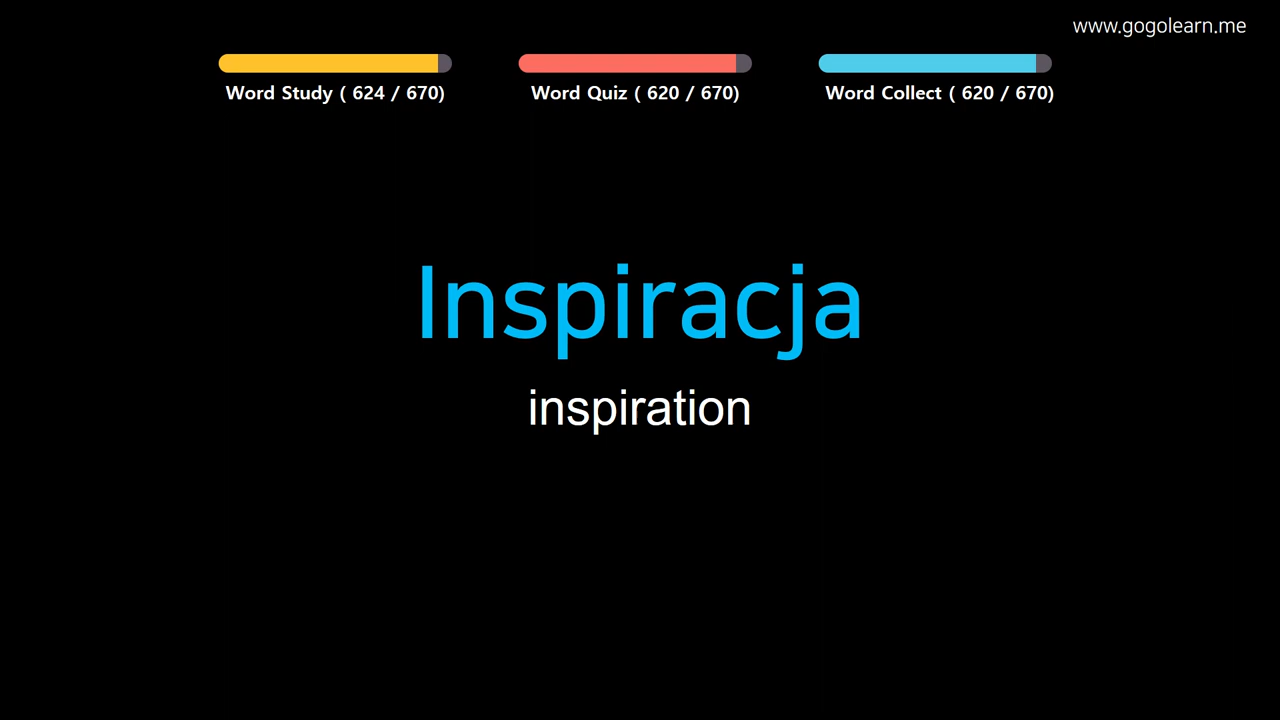 www.gogolearn.me
Word Study ( 624 / 670)
Word Quiz ( 620 / 670)
Word Collect ( 620 / 670)
Inspiracja
inspiration